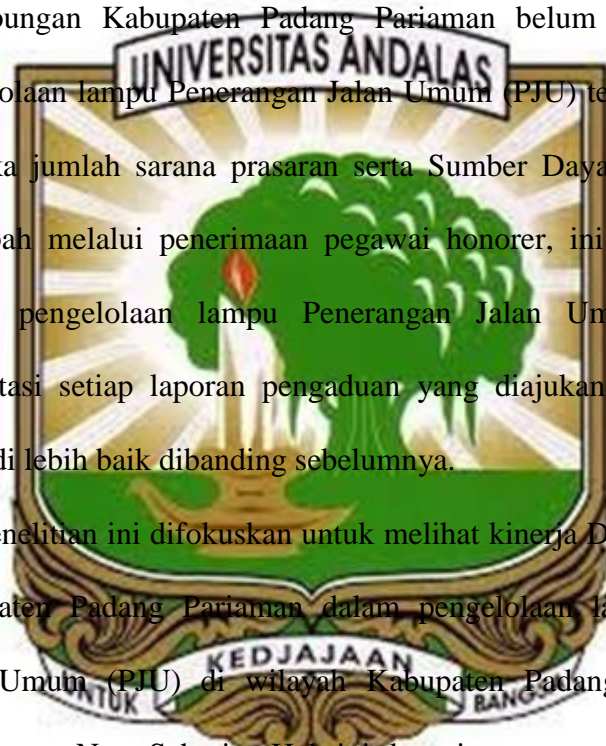 bungan Kabupaten Padang Pariaman belum
UNIVERSITAS ANDALAS
olaan lampu Penerangan Jalan Umum (PJU) te
ka jumlah sarana prasaran serta Sumber Daya
bah melalui penerimaan pegawai honorer, ini
pengelolaan lampu Penerangan Jalan Um
tasi setiap laporan pengaduan yang diajukan
di lebih baik dibanding sebelumnya.
enelitian ini difokuskan untuk melihat kinerja D
aten Padang Pariaman dalam pengelolaan la
Umum (PJU) di wilayah Kabupaten Padang
UNTUK KEDJAJAAN BANGSA